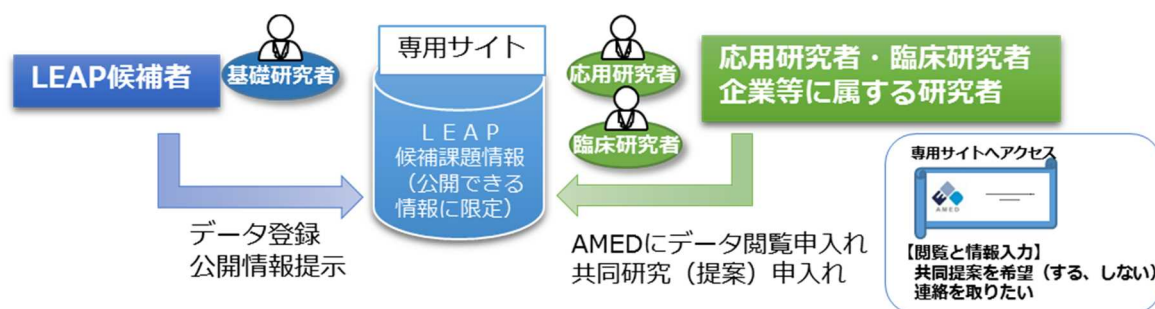 LEAP候補者
基礎研究者
専用サイト
LEAP
候補課題情報
（公開できる
情報に限定）
データ登録
公開情報提示
応用研究者
臨床研究者
応用研究者・臨床研究者
企業等に属する研究者
AMEDにデータ閲覧申入れ
共同研究（提案）申入れ
専用サイトへアクセス
AMED
【閲覧と情報入力】
共同提案を希望（する、しない）
連絡を取りたい